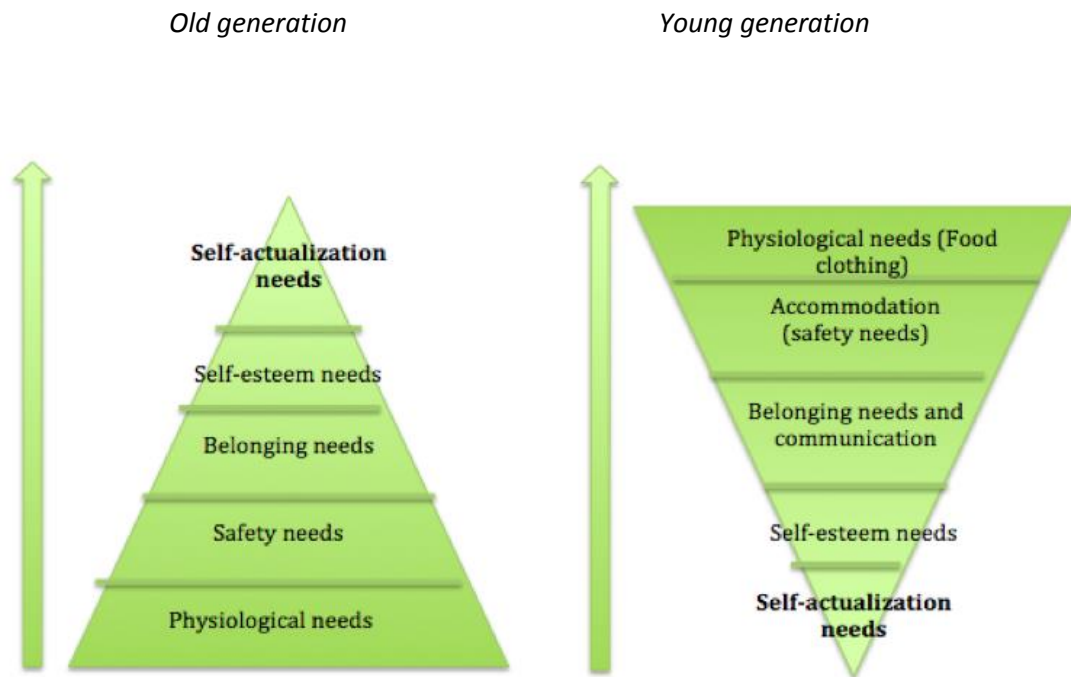 Old generation
Young generation
Self-actualization
needs
Self-esteem needs
Belonging needs
Safety needs
Physiological needs
Physiological needs (Food
clothing)
Accommodation
(safety needs)
Belonging needs and
communication
Self-esteem needs
Self-actualization
needs